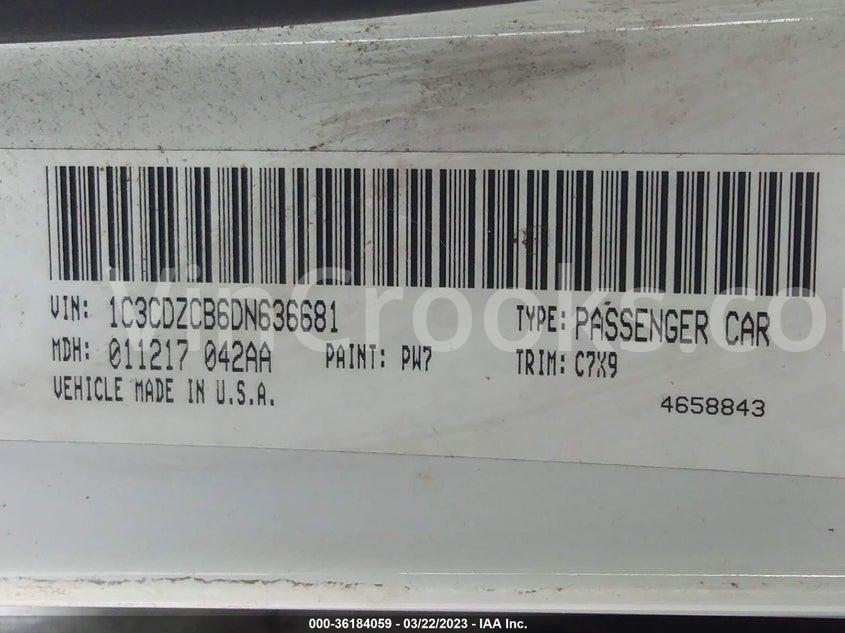 VIN: 1C3CDZCB6DN636681 TYPE: PASSENGER CAR
MDH: 011217 042AA PAINT: PW7 TRIM: C7X9
VEHICLE MADE IN U.S.A.
4658843
VinCrooks.com
000-36184059 - 03/22/2023 - IAA Inc.